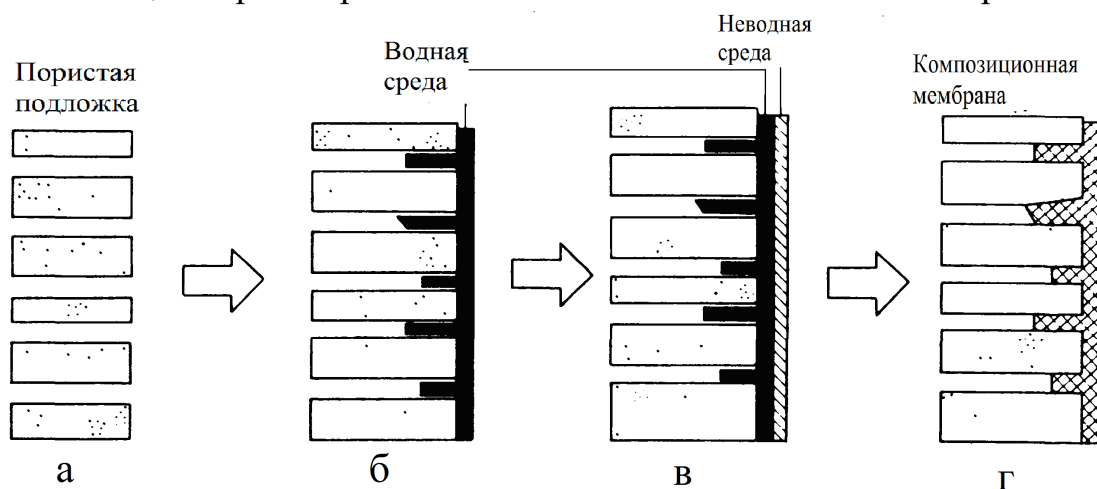 Пористая
подложка
Водная
среда
Неводная
среда
Композиционная
мембрана
а
б
в
г